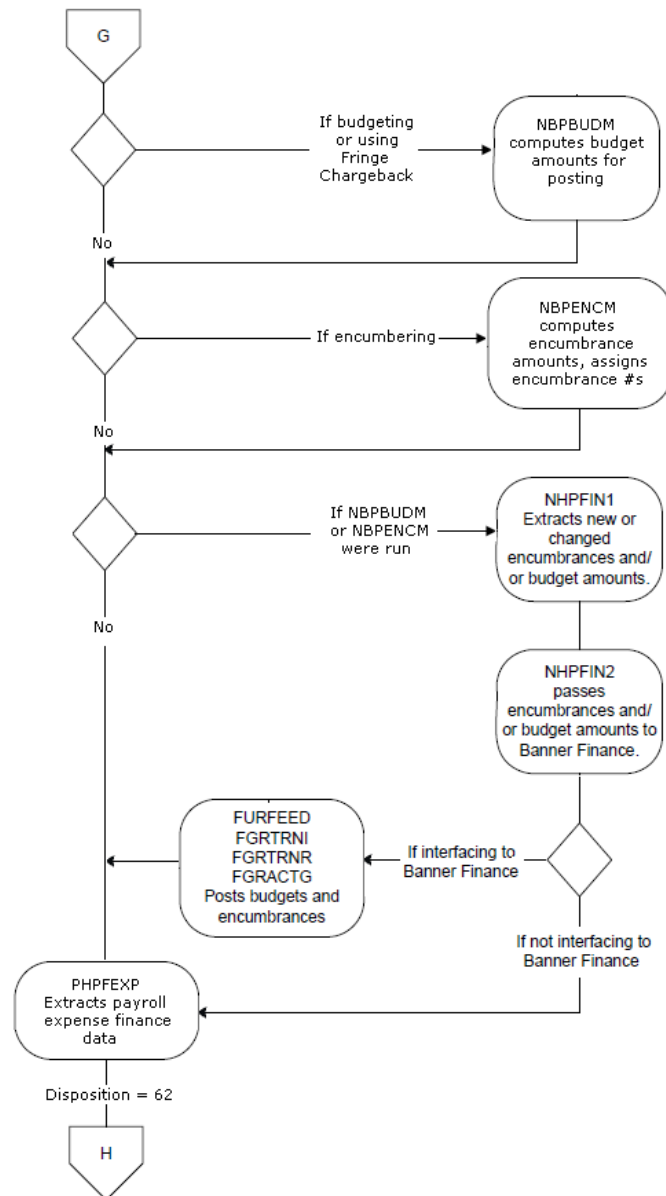 G
If budgeting
or using
Fringe
Chargeback
NBPBUDM
computes budget
amounts for
posting
No
If encumbering
NBPENCM
computes
encumbrance
amounts, assigns
encumbrance #s
No
If NBPBUDM
or NBPENCM
were run
NHPFIN1
Extracts new or
changed
encumbrances and/
or budget amounts.
No
NHPFIN2
passes
encumbrances and/
or budget amounts to
Banner Finance.
FURFEED
FGRTRNI
FGRTRNR
FGRACTG
Posts budgets and
encumbrances
If interfacing to
Banner Finance
If not interfacing to
Banner Finance
PHPFEXP
Extracts payroll
expense finance
data
Disposition = 62
H